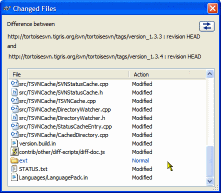 Changed Files
Difference between
http://tortoisesvn.tigris.org/svn/tortoisesvn/tags/version_1.3.3 : revision HEAD
and
http://tortoisesvn.tigris.org/svn/tortoisesvn/tags/version_1.3.4 : revision HEAD
File Action
src/TSVNCache/SVNStatusCache.cpp Modified
src/TSVNCache/SVNStatusCache.h Modified
src/TSVNCache/TSVNCache.cpp Modified
src/TSVNCache/DirectoryWatcher.cpp Modified
src/TSVNCache/DirectoryWatcher.h Modified
src/TSVNCache/StatusCacheEntry.cpp Modified
src/TSVNCache/CachedDirectory.cpp Modified
version.build.in Modified
contrib/other/diff-scripts/diff-doc.js Modified
ext Normal
STATUS.txt Modified
Languages/LanguagePack.in Modified